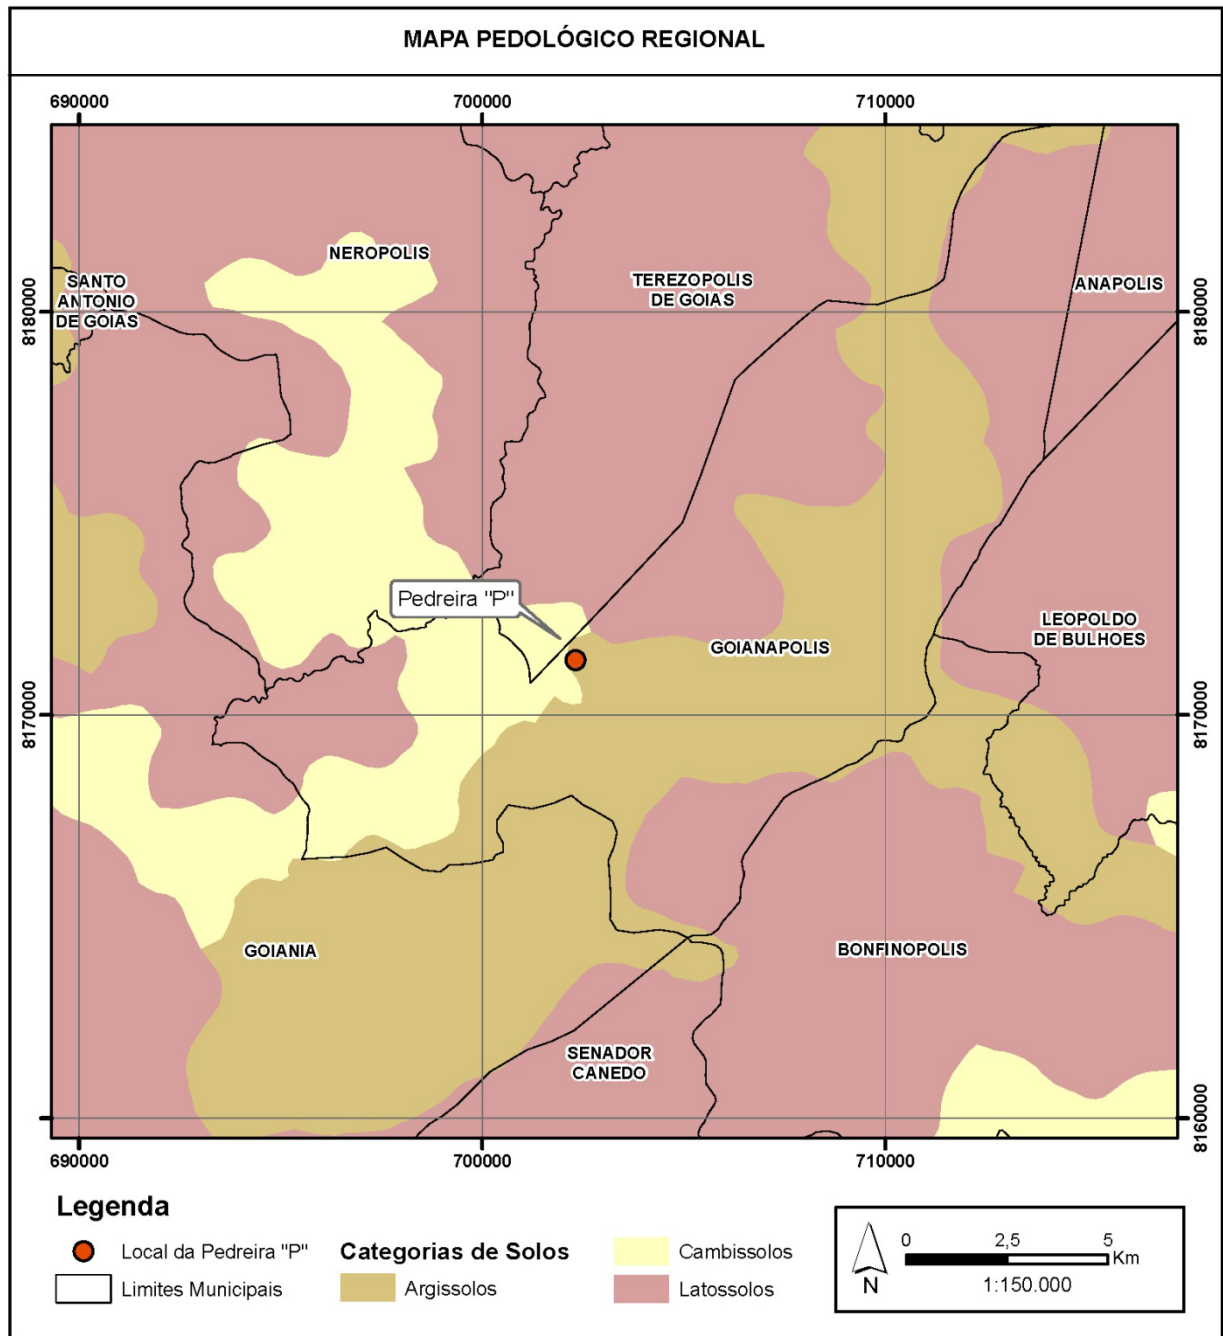 MAPA PEDOLÓGICO REGIONAL
690000
700000
710000
NEROPOLIS
SANTO
ANTONIO
DE GOIAS
TEREZOPOLIS
DE GOIAS
ANAPOLIS
8180000
8180000
Pedreira "P"
GOIANAPOLIS
LEOPOLDO
DE BULHOES
8170000
8170000
GOIANIA
BONFINOPOLIS
SENADOR
CANEDO
8160000
690000
700000
710000
Legenda
Local da Pedreira "P"
Limites Municipais
Categorias de Solos
Argissolos
Cambissolos
Latossolos
N
0
2,5
5
Km
1:150.000